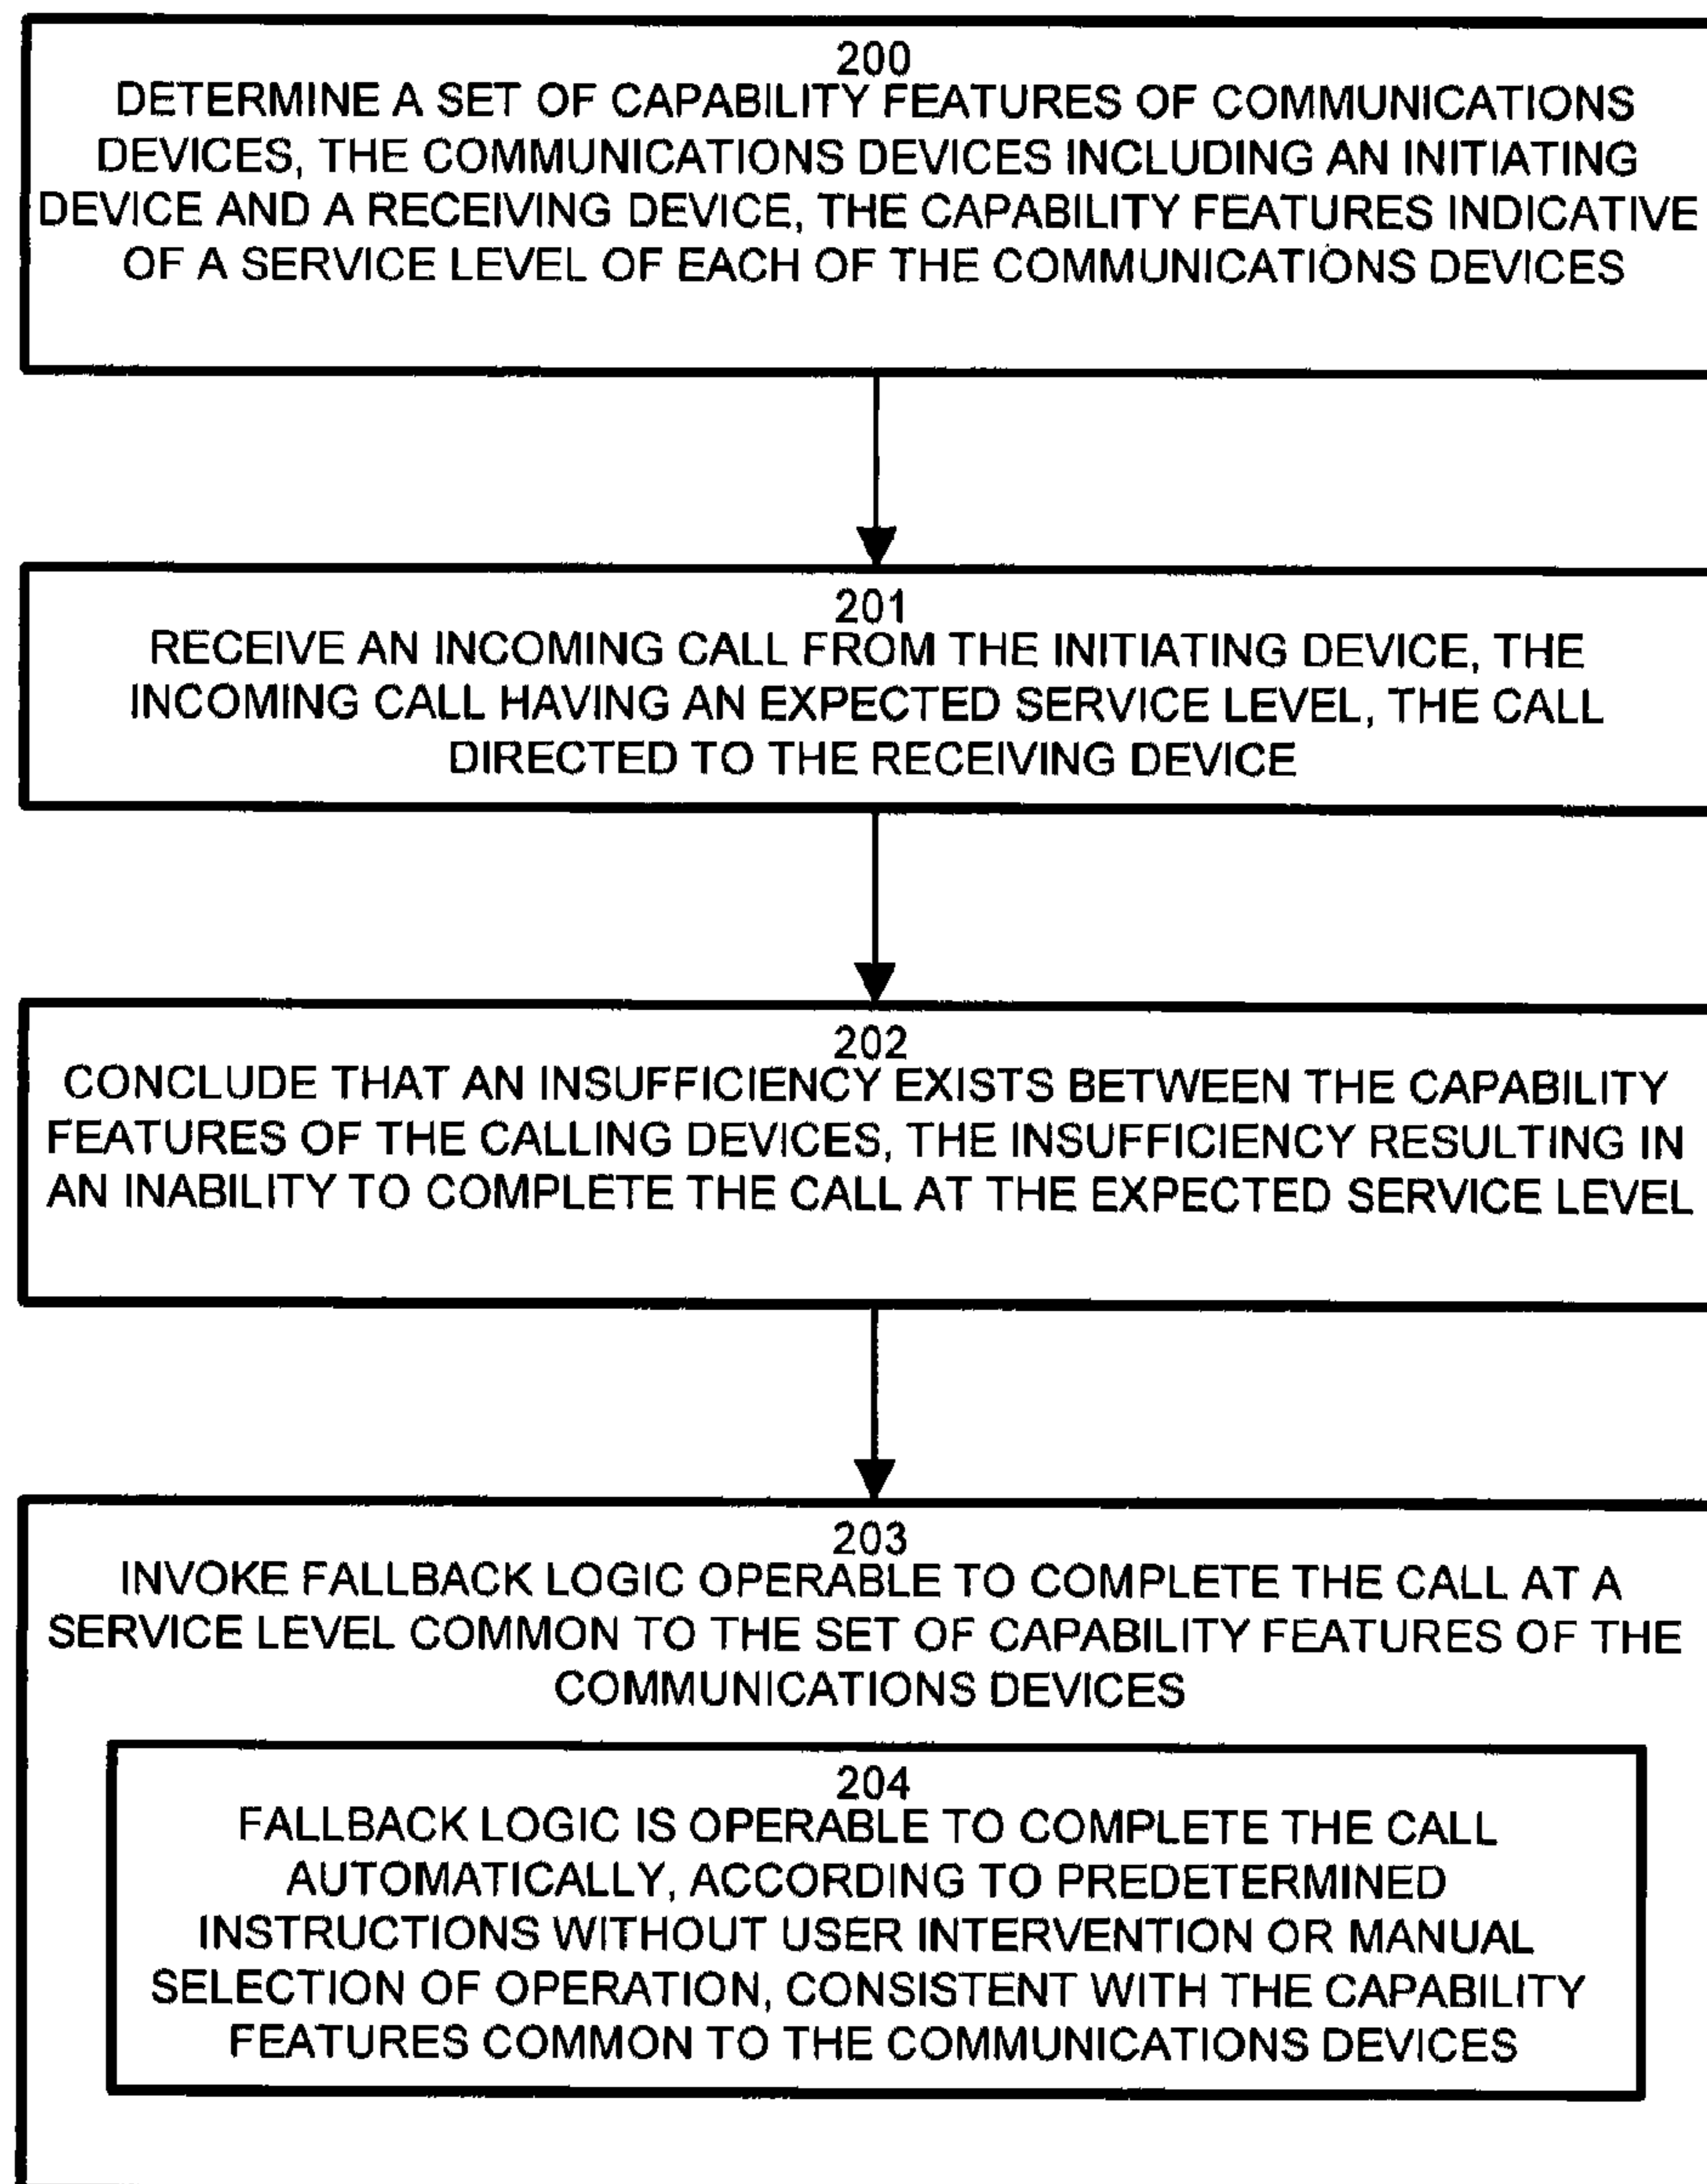 200
DETERMINE A SET OF CAPABILITY FEATURES OF COMMUNICATIONS
DEVICES, THE COMMUNICATIONS DEVICES INCLUDING AN INITIATING
DEVICE AND A RECEIVING DEVICE, THE CAPABILITY FEATURES INDICATIVE
OF A SERVICE LEVEL OF EACH OF THE COMMUNICATIONS DEVICES
201
RECEIVE AN INCOMING CALL FROM THE INITIATING DEVICE, THE
INCOMING CALL HAVING AN EXPECTED SERVICE LEVEL, THE CALL
DIRECTED TO THE RECEIVING DEVICE
202
CONCLUDE THAT AN INSUFFICIENCY EXISTS BETWEEN THE CAPABILITY
FEATURES OF THE CALLING DEVICES, THE INSUFFICIENCY RESULTING IN
AN INABILITY TO COMPLETE THE CALL AT THE EXPECTED SERVICE LEVEL
203
INVOKE FALLBACK LOGIC OPERABLE TO COMPLETE THE CALL AT A
SERVICE LEVEL COMMON TO THE SET OF CAPABILITY FEATURES OF THE
COMMUNICATIONS DEVICES
204
FALLBACK LOGIC IS OPERABLE TO COMPLETE THE CALL
AUTOMATICALLY, ACCORDING TO PREDETERMINED
INSTRUCTIONS WITHOUT USER INTERVENTION OR MANUAL
SELECTION OF OPERATION, CONSISTENT WITH THE CAPABILITY
FEATURES COMMON TO THE COMMUNICATIONS DEVICES